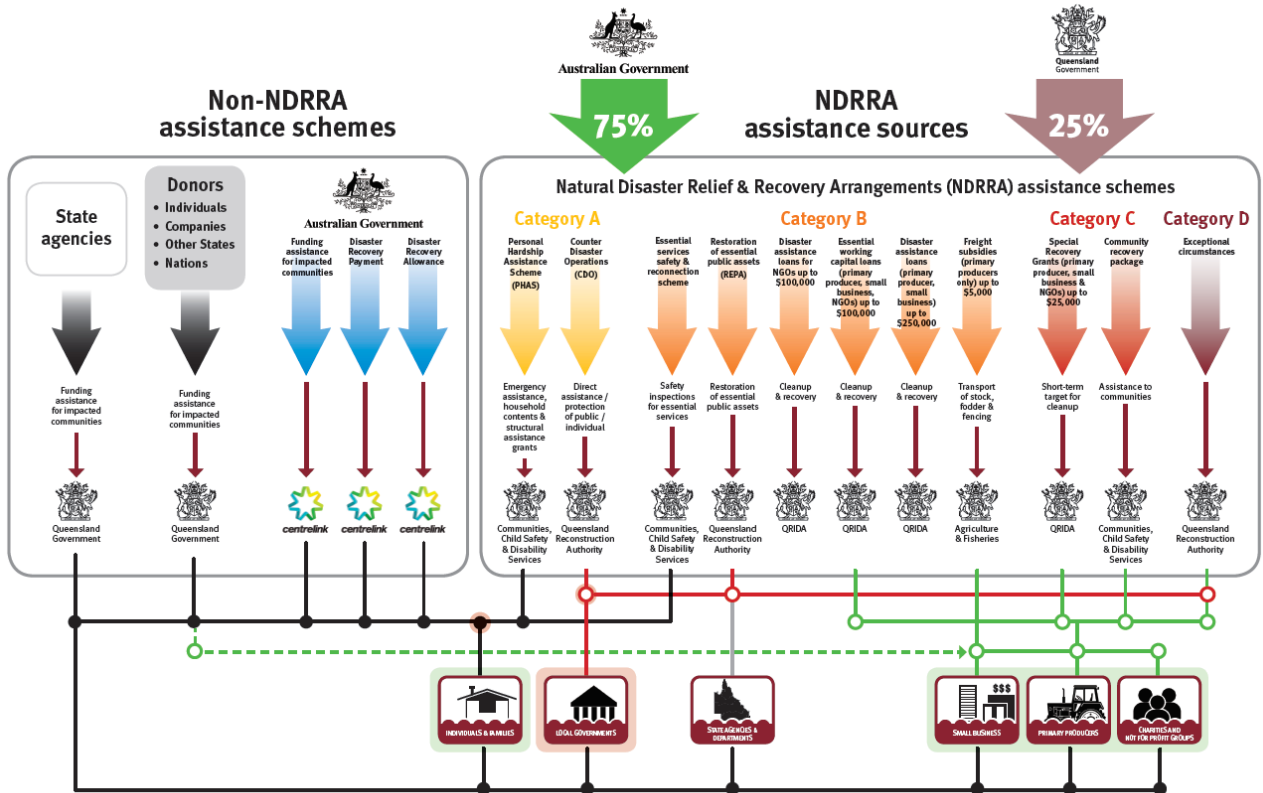 Australian Government
Queensland
Government
Non-NDRRA
assistance schemes
75%
NDRRA
assistance sources
25%
State
agencies
Donors
• Individuals
• Companies
• Other States
• Nations
Australian Government
Funding
assistance
for impacted
communities
Disaster
Recovery
Payment
Disaster
Recovery
Allowance
Funding
assistance
for impacted
communities
Funding
assistance
for impacted
communities
Queensland
Government
Queensland
Government
centrelink
centrelink
centrelink
Natural Disaster Relief & Recovery Arrangements (NDRRA) assistance schemes
Category A
Category B
Category C
Category D
Personal
Hardship
Assistance
Scheme
(PHAS)
Counter
Disaster
Operations
(CDO)
Essential
services
safety &
reconnection
scheme
Restoration
of essential
public assets
(REPA)
Disaster
assistance
loans for
NGOs up to
$100,000
Essential
working
capital loans
(primary
producer, small
business,
NGOs) up to
$100,000
Disaster
assistance
loans
(primary
producer,
small
business)
up to
$250,000
Freight
subsidies
(primary
producers
only) up to
$5,000
Special
Recovery
Grants (primary
producer, small
business &
NGOs) up to
$25,000
Community
recovery
package
Exceptional
circumstances
Emergency
assistance,
household
contents &
structural
assistance
grants
Direct
assistance /
protection
of public /
individual
Safety
inspections
for essential
services
Restoration of
essential
public assets
Cleanup
& recovery
Cleanup
& recovery
Cleanup
& recovery
Transport
of stock,
fodder &
fencing
Short-term
target for
cleanup
Assistance to
communities
Communities,
Child Safety
& Disability
Services
Queensland
Reconstruction
Authority
Communities,
Child Safety
& Disability
Services
Queensland
Reconstruction
Authority
QRIDA
QRIDA
QRIDA
Agriculture
& Fisheries
QRIDA
Communities,
Child Safety
& Disability
Services
Queensland
Reconstruction
Authority
INDIVIDUALS & FAMILIES
LOCAL GOVERNMENTS
STATE AGENCIES &
DEPARTMENTS
$$$
SMALL BUSINESS
PRIMARY PRODUCERS
CHARITIES AND
NOT FOR PROFIT GROUPS